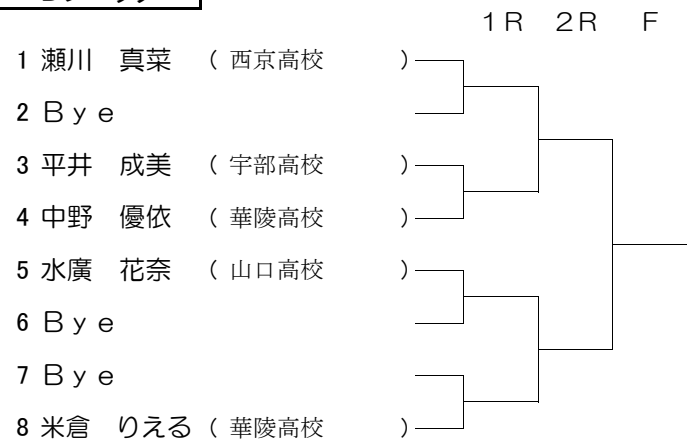 1R 2R F
1 瀬川 真菜 ( 西京高校 )
2 Bye
3 平井 成美 ( 宇部高校 )
4 中野 優依 ( 華陵高校 )
5 水廣 花奈 ( 山口高校 )
6 Bye
7 Bye
8 米倉 りえる ( 華陵高校 )